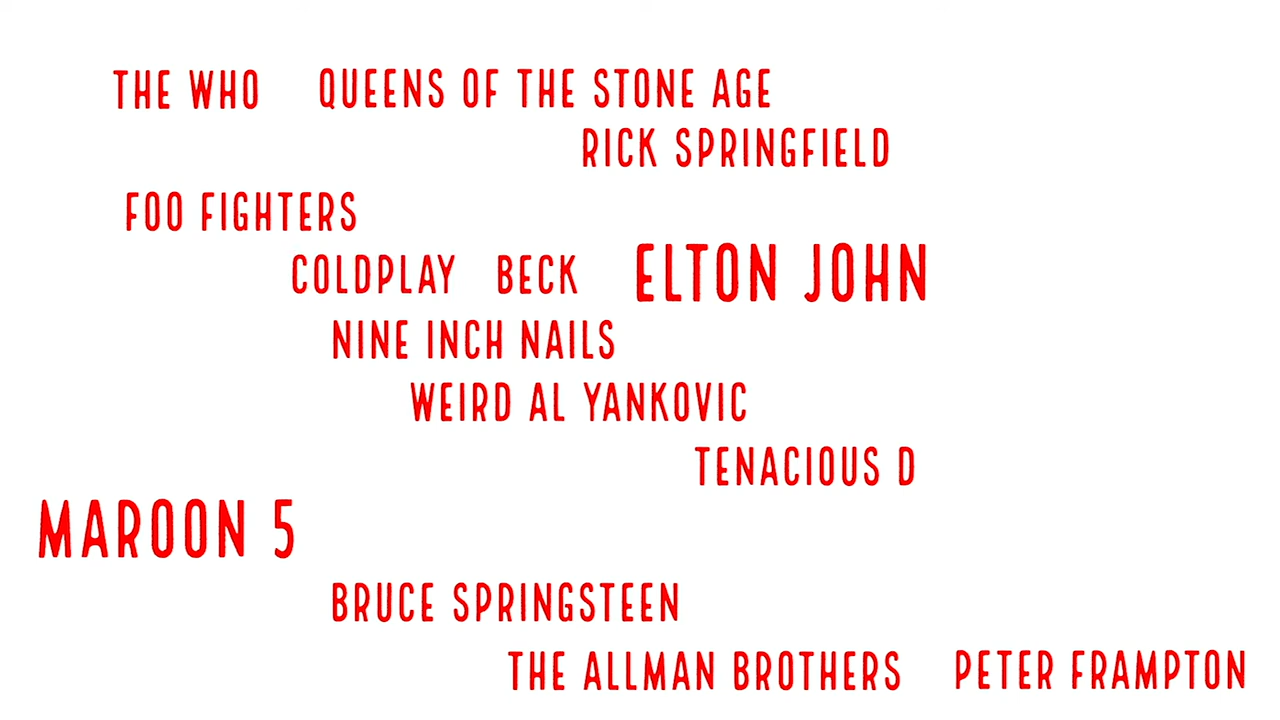 THE WHO QUEENS OF THE STONE AGE
RICK SPRINGFIELD
FOO FIGHTERS
COLDPLAY BECK ELTON JOHN
NINE INCH NAILS
WEIRD AL YANKOVIC
TENACIOUS D
MAROON 5
BRUCE SPRINGSTEEN
THE ALLMAN BROTHERS PETER FRAMPTON